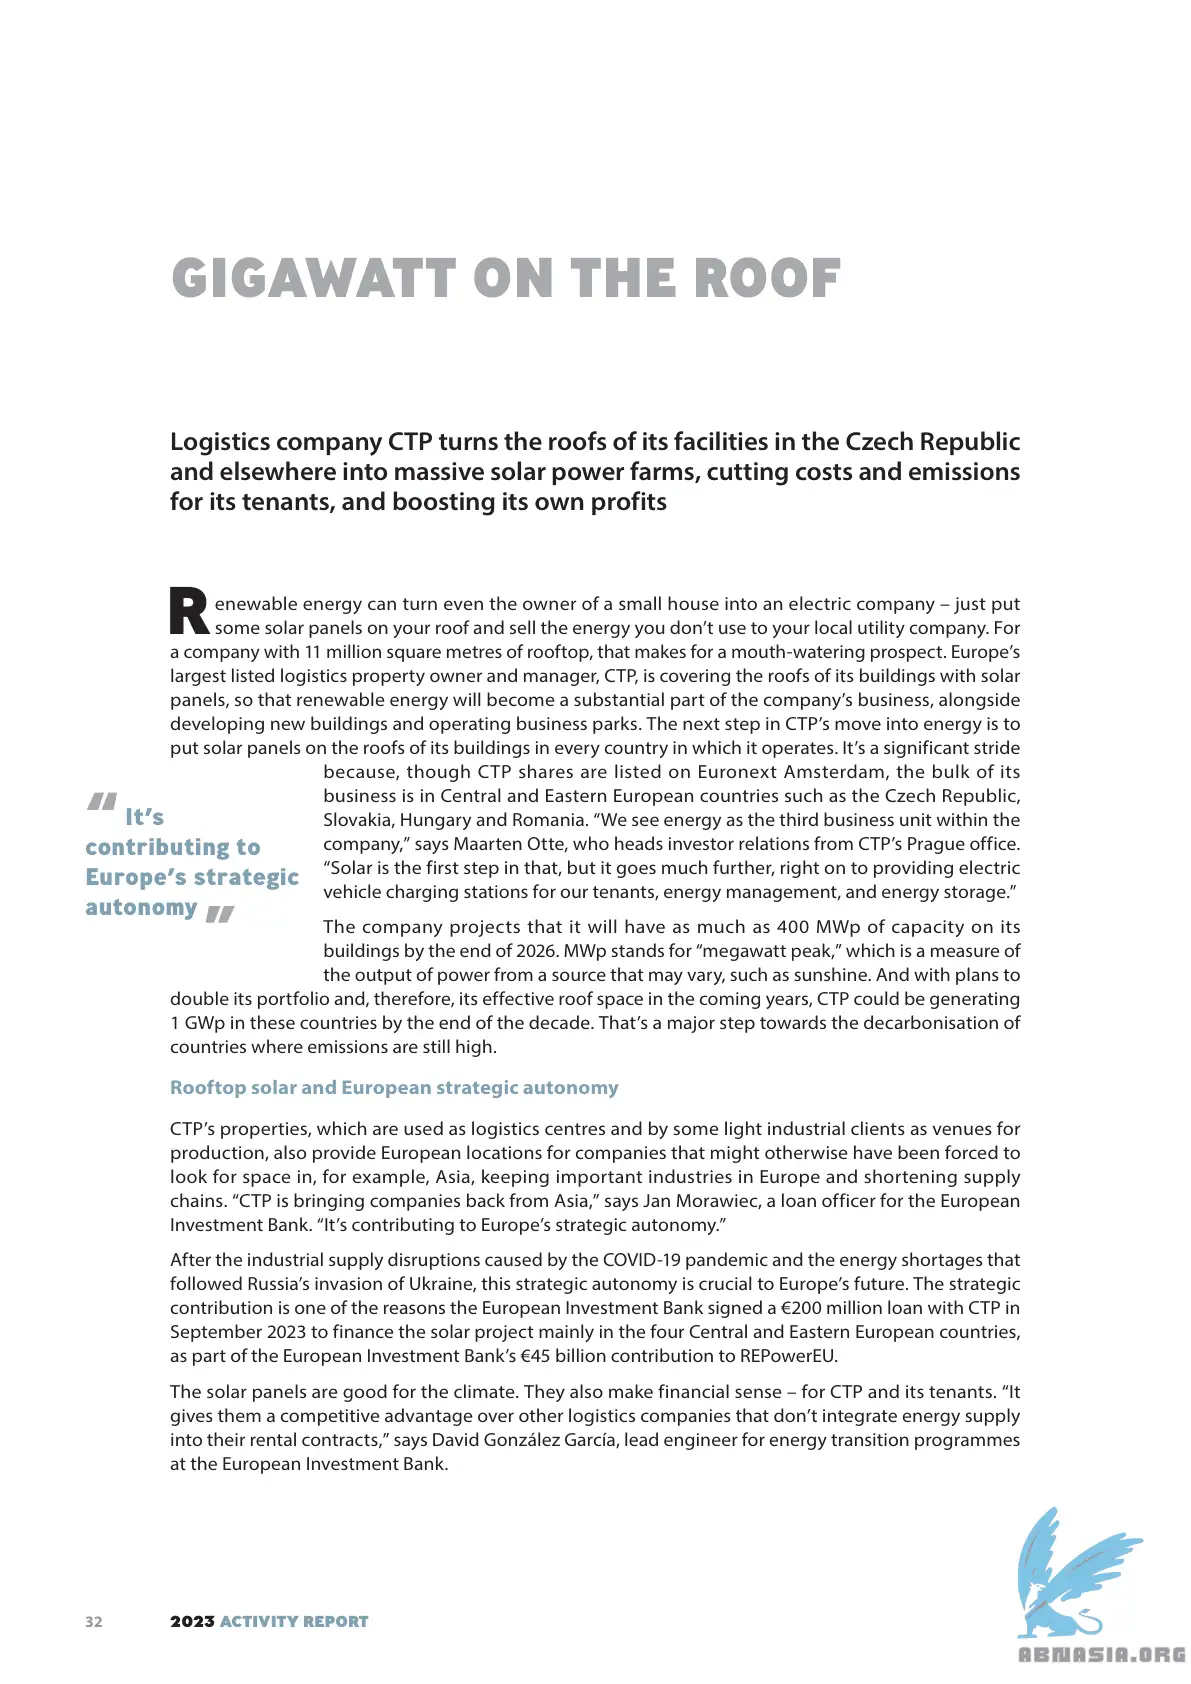 GIGAWATT ON THE ROOF
Logistics company CTP turns the roofs of its facilities in the Czech Republic
and elsewhere into massive solar power farms, cutting costs and emissions
for its tenants, and boosting its own profits
Renewable energy can turn even the owner of a small house into an electric company – just put
some solar panels on your roof and sell the energy you don’t use to your local utility company. For
a company with 11 million square metres of rooftop, that makes for a mouth-watering prospect. Europe’s
largest listed logistics property owner and manager, CTP, is covering the roofs of its buildings with solar
panels, so that renewable energy will become a substantial part of the company’s business, alongside
developing new buildings and operating business parks. The next step in CTP’s move into energy is to
put solar panels on the roofs of its buildings in every country in which it operates. It’s a significant stride
because, though CTP shares are listed on Euronext Amsterdam, the bulk of its
business is in Central and Eastern European countries such as the Czech Republic,
Slovakia, Hungary and Romania. “We see energy as the third business unit within the
company,” says Maarten Otte, who heads investor relations from CTP’s Prague office.
“Solar is the first step in that, but it goes much further, right on to providing electric
vehicle charging stations for our tenants, energy management, and energy storage.”
“ It’s
contributing to
Europe’s strategic
autonomy ”
The company projects that it will have as much as 400 MWp of capacity on its
buildings by the end of 2026. MWp stands for “megawatt peak,” which is a measure of
the output of power from a source that may vary, such as sunshine. And with plans to
double its portfolio and, therefore, its effective roof space in the coming years, CTP could be generating
1 GWp in these countries by the end of the decade. That’s a major step towards the decarbonisation of
countries where emissions are still high.
Rooftop solar and European strategic autonomy
CTP’s properties, which are used as logistics centres and by some light industrial clients as venues for
production, also provide European locations for companies that might otherwise have been forced to
look for space in, for example, Asia, keeping important industries in Europe and shortening supply
chains. “CTP is bringing companies back from Asia,” says Jan Morawiec, a loan officer for the European
Investment Bank. “It’s contributing to Europe’s strategic autonomy.”
After the industrial supply disruptions caused by the COVID-19 pandemic and the energy shortages that
followed Russia’s invasion of Ukraine, this strategic autonomy is crucial to Europe’s future. The strategic
contribution is one of the reasons the European Investment Bank signed a €200 million loan with CTP in
September 2023 to finance the solar project mainly in the four Central and Eastern European countries,
as part of the European Investment Bank’s €45 billion contribution to REPowerEU.
The solar panels are good for the climate. They also make financial sense – for CTP and its tenants. “It
gives them a competitive advantage over other logistics companies that don’t integrate energy supply
into their rental contracts,” says David González García, lead engineer for energy transition programmes
at the European Investment Bank.
32 2023 ACTIVITY REPORT
ABNASIA.ORG